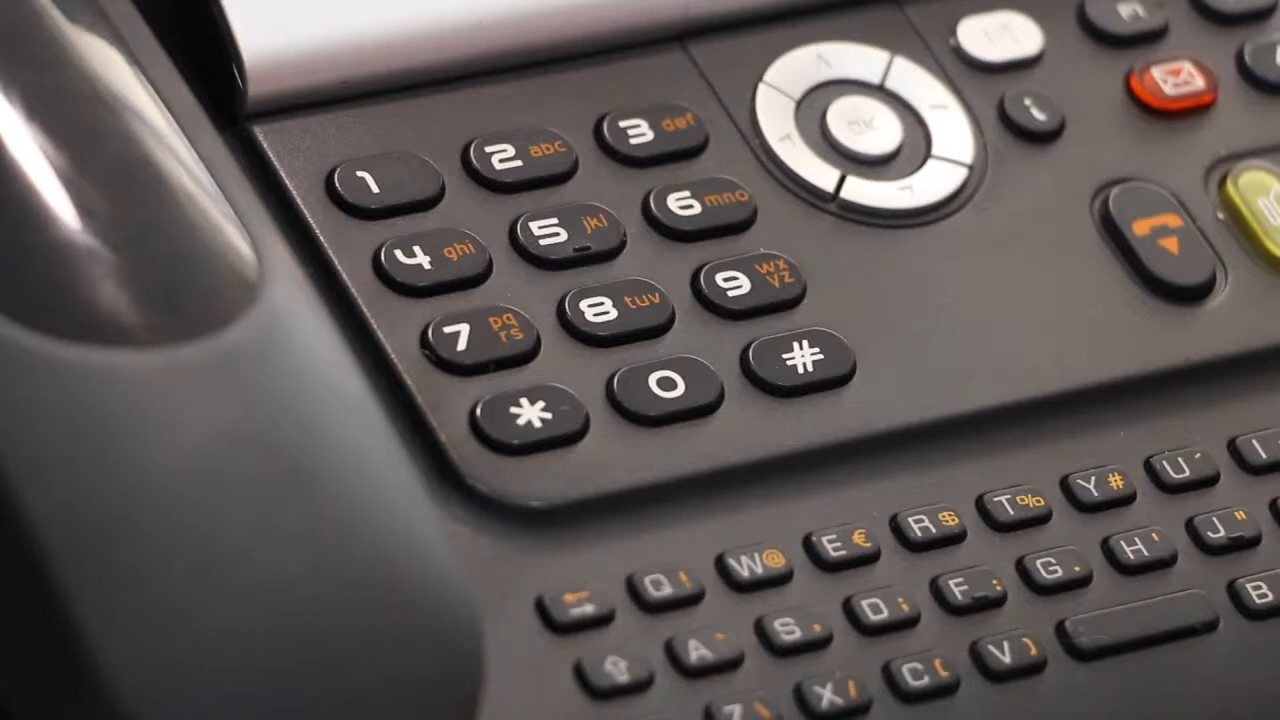 1 2 abc 3 def
4 ghi 5 jkl 6 mno
7 pq rs 8 tuv 9 wx yz
* 0 #
OK
i
Q ! W @ E € R $ T % Y # U ´ I
A S D ; F : G . H ' J "
Z \ X / C ( V ) B